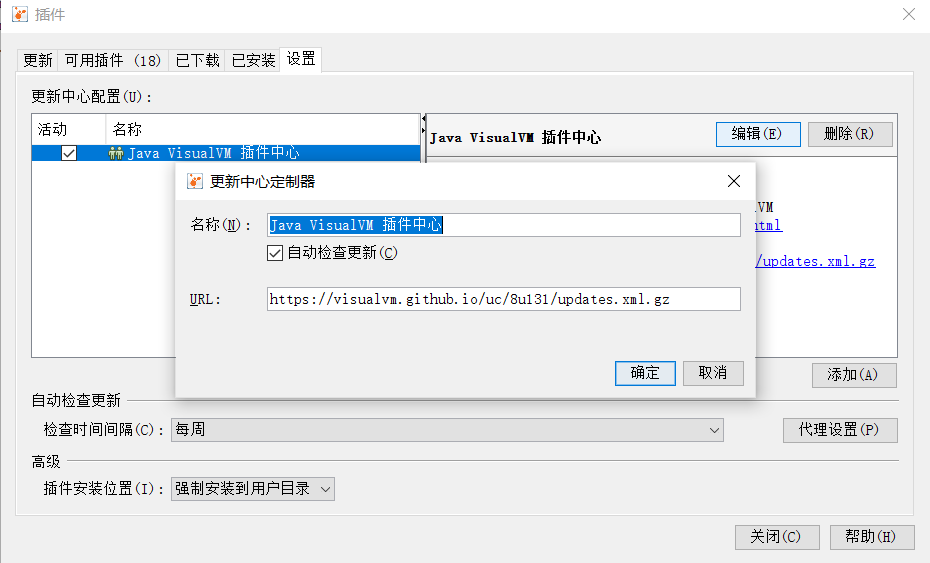 插件
更新 可用插件 (18) 已下载 已安装 设置
更新中心配置(U):
活动 名称
Java VisualVM 插件中心
Java VisualVM 插件中心 编辑(E) 删除(R)
更新中心定制器
名称(N): Java VisualVM 插件中心
自动检查更新(C)
URL: https://visualvm.github.io/uc/8u131/updates.xml.gz
确定 取消
VM
html
/updates.xml.gz
添加(A)
自动检查更新
检查时间间隔(C): 每周 代理设置(P)
高级
插件安装位置(I): 强制安装到用户目录
关闭(C) 帮助(H)